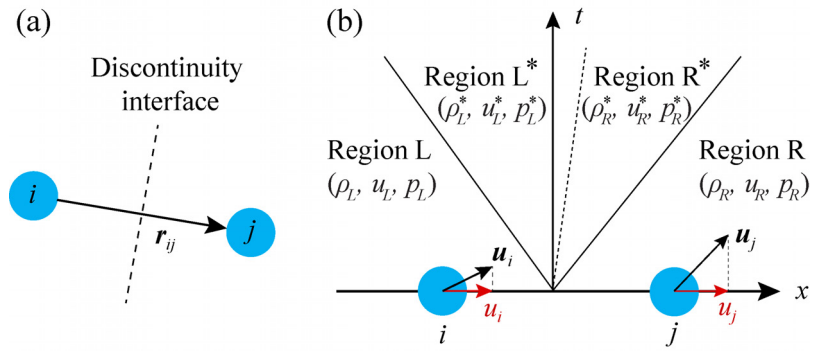 (a)
Discontinuity
interface
i
j
r_ij
(b)
t
Region L*
(ρ*_L, u*_L, p*_L)
Region R*
(ρ*_R, u*_R, p*_R)
Region L
(ρ_L, u_L, p_L)
Region R
(ρ_R, u_R, p_R)
u_i
u_j
x
u_i
u_j
i
j